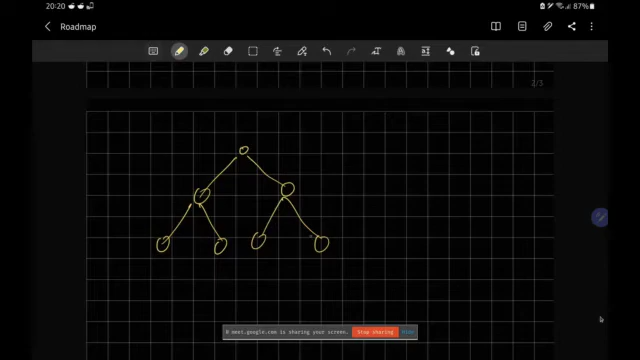 20:20
87%
Roadmap
2/3
meet.google.com is sharing your screen.
Stop sharing
Hide